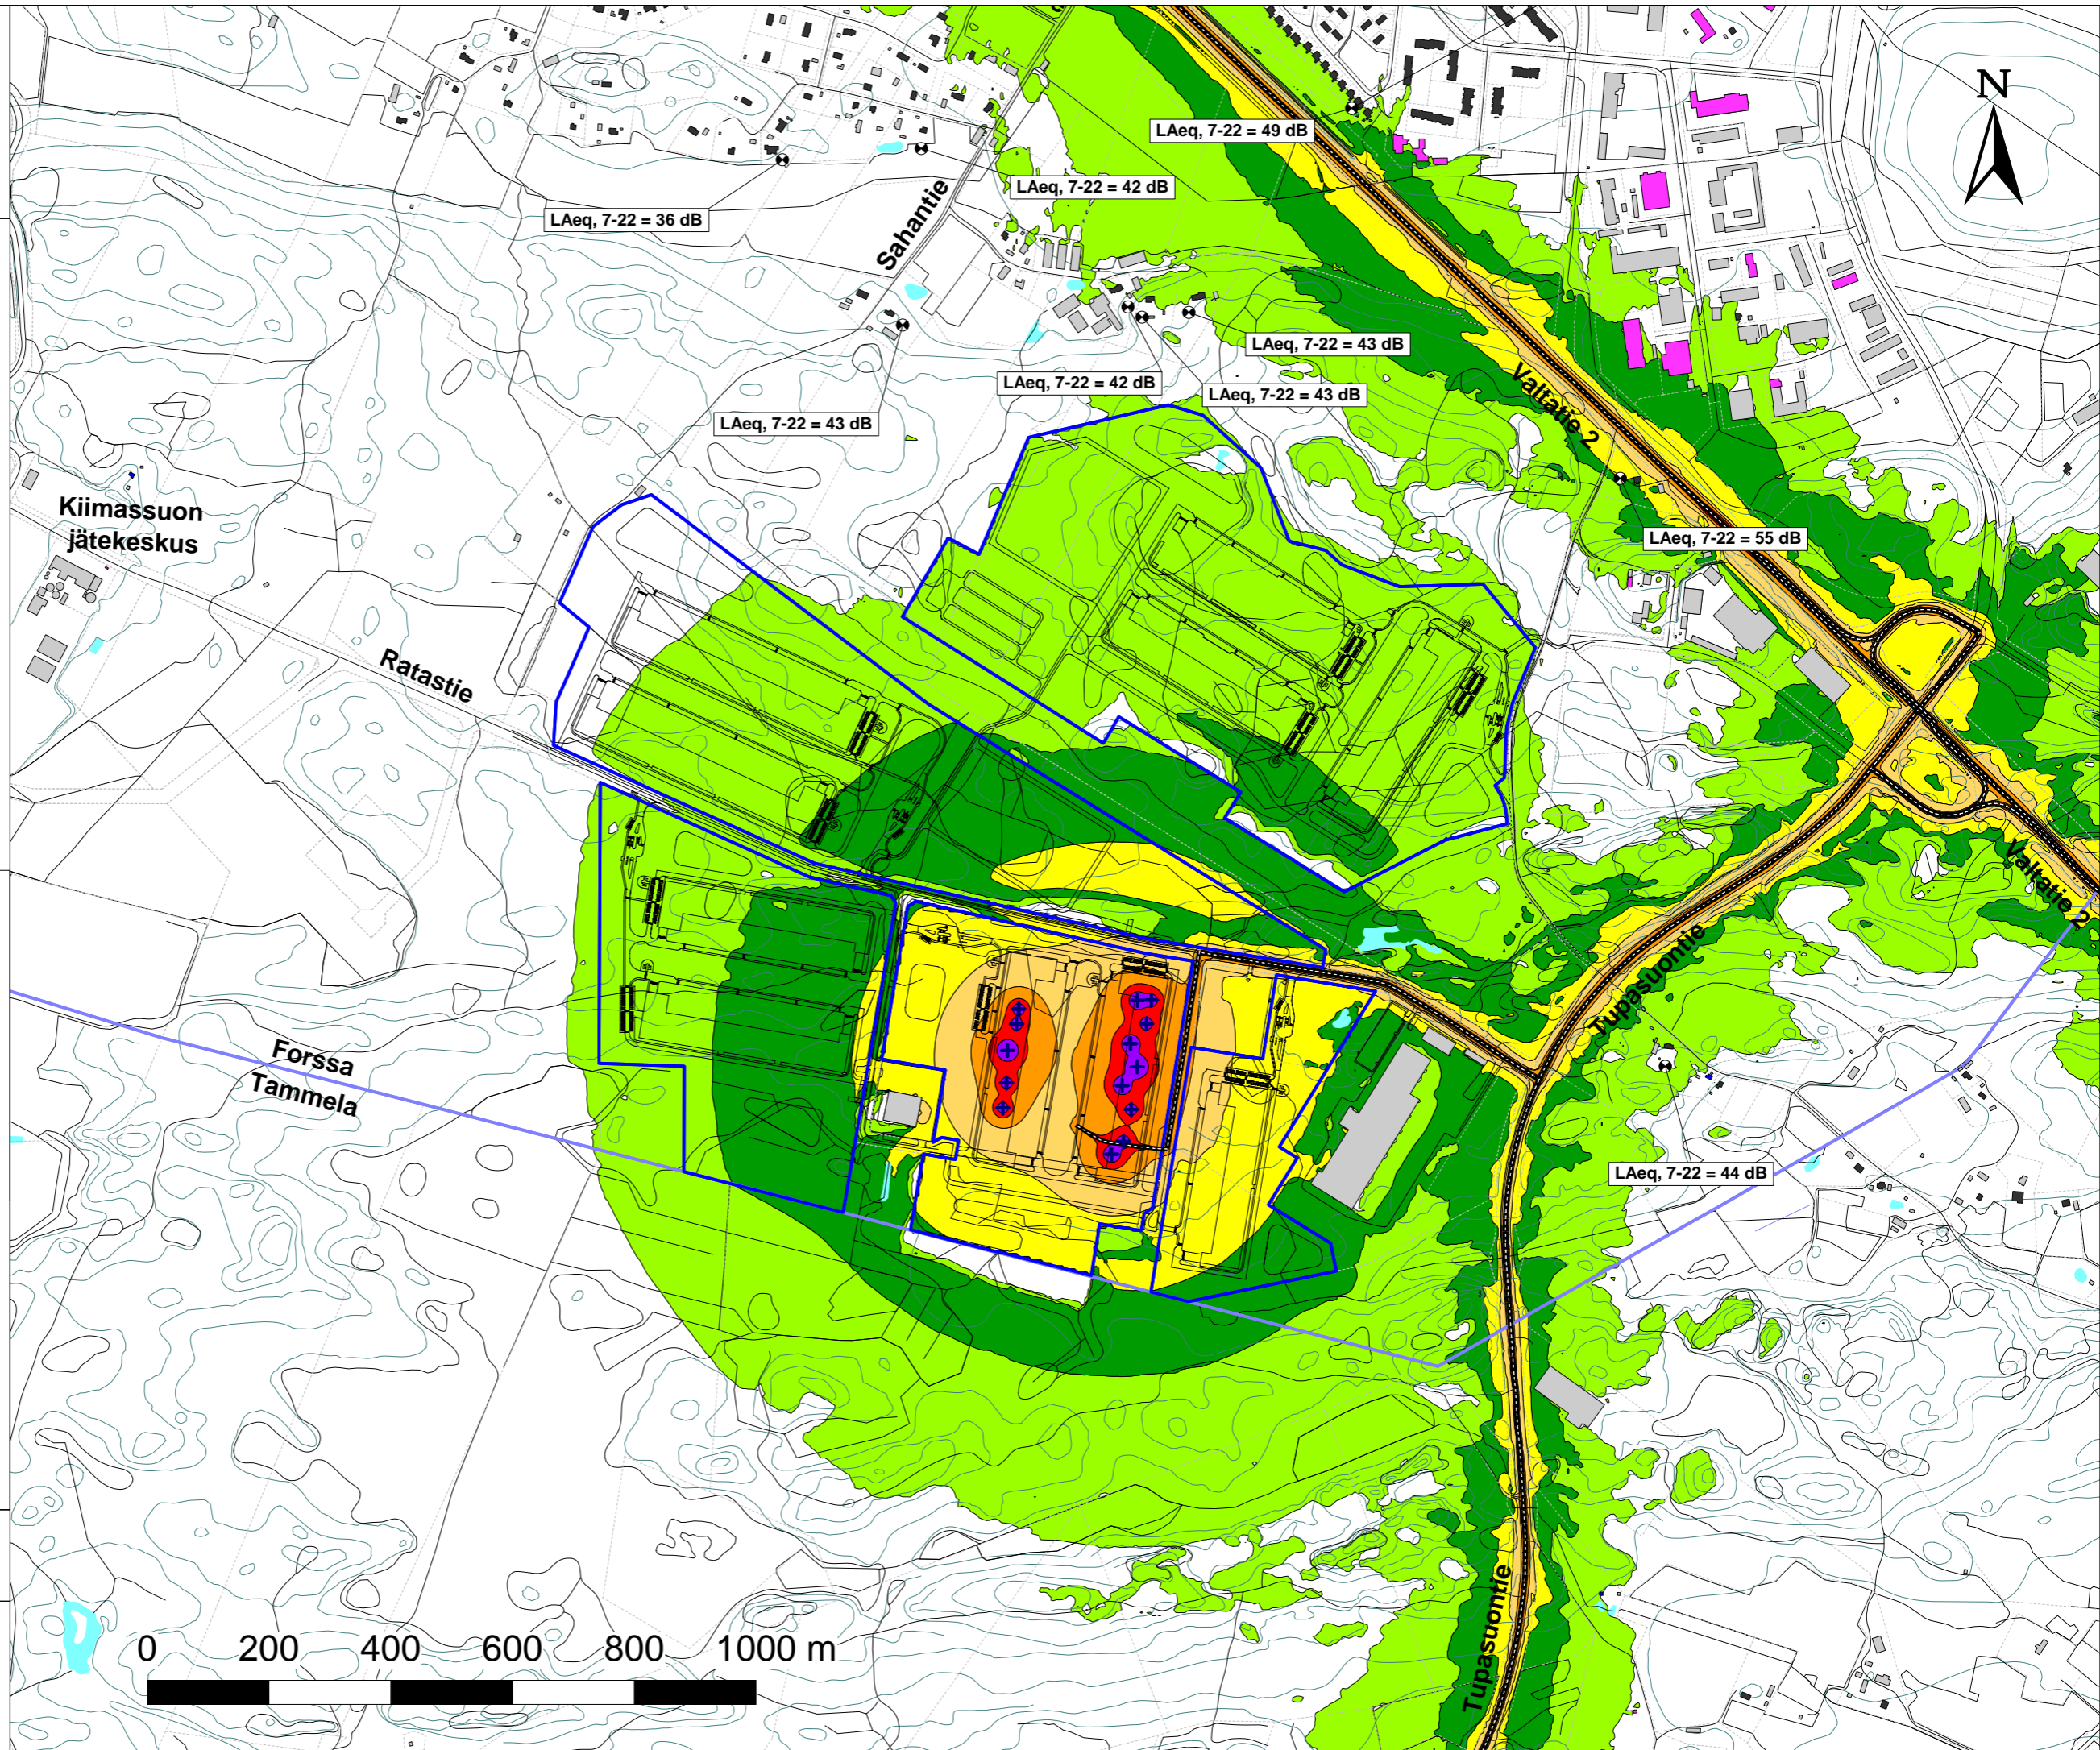 N
LAeq, 7-22 = 49 dB
LAeq, 7-22 = 42 dB
LAeq, 7-22 = 36 dB
Sahantie
LAeq, 7-22 = 43 dB
LAeq, 7-22 = 42 dB
LAeq, 7-22 = 43 dB
LAeq, 7-22 = 43 dB
Valtatie 2
Kiimassuon
jätekeskus
LAeq, 7-22 = 55 dB
Ratastie
Valtatie 2
Tupasuontie
Forssa
Tammela
LAeq, 7-22 = 44 dB
Tupasuontie
0 200 400 600 800 1000 m